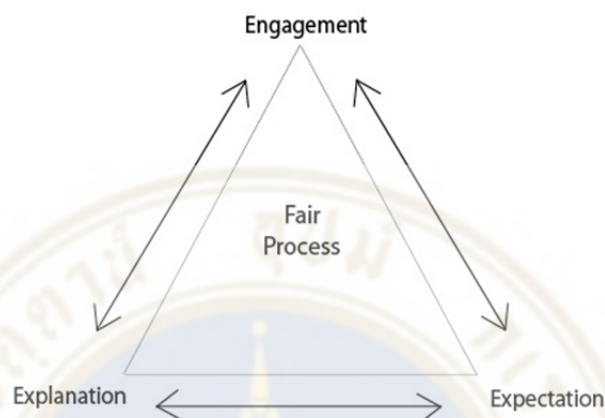 Engagement
Fair
Process
Explanation
Expectation